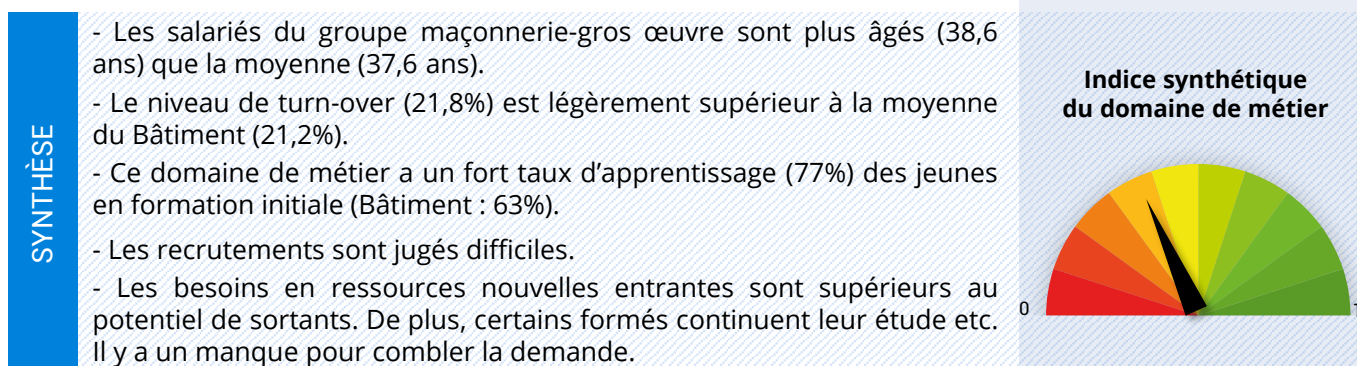 SYNTHÈSE
- Les salariés du groupe maçonnerie-gros œuvre sont plus âgés (38,6
ans) que la moyenne (37,6 ans).
- Le niveau de turn-over (21,8%) est légèrement supérieur à la moyenne
du Bâtiment (21,2%).
- Ce domaine de métier a un fort taux d’apprentissage (77%) des jeunes
en formation initiale (Bâtiment : 63%).
- Les recrutements sont jugés difficiles.
- Les besoins en ressources nouvelles entrantes sont supérieurs au
potentiel de sortants. De plus, certains formés continuent leur étude etc.
Il y a un manque pour combler la demande.
Indice synthétique
du domaine de métier
0